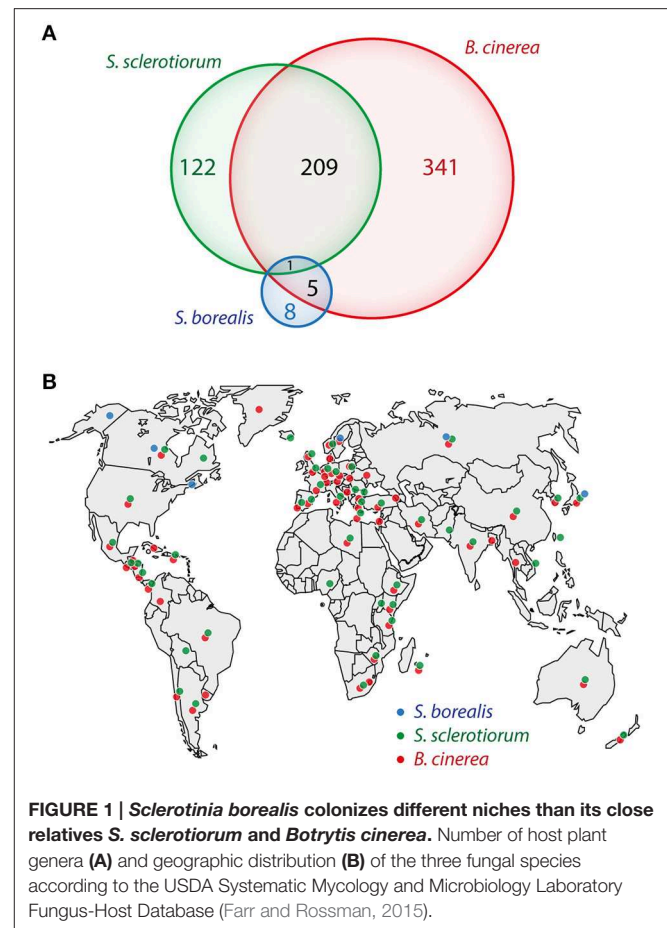 A
S. sclerotiorum
B. cinerea
122
209
341
1
5
8
S. borealis
B
S. borealis
S. sclerotiorum
B. cinerea
FIGURE 1 | Sclerotinia borealis colonizes different niches than its close
relatives S. sclerotiorum and Botrytis cinerea. Number of host plant
genera (A) and geographic distribution (B) of the three fungal species
according to the USDA Systematic Mycology and Microbiology Laboratory
Fungus-Host Database (Farr and Rossman, 2015).